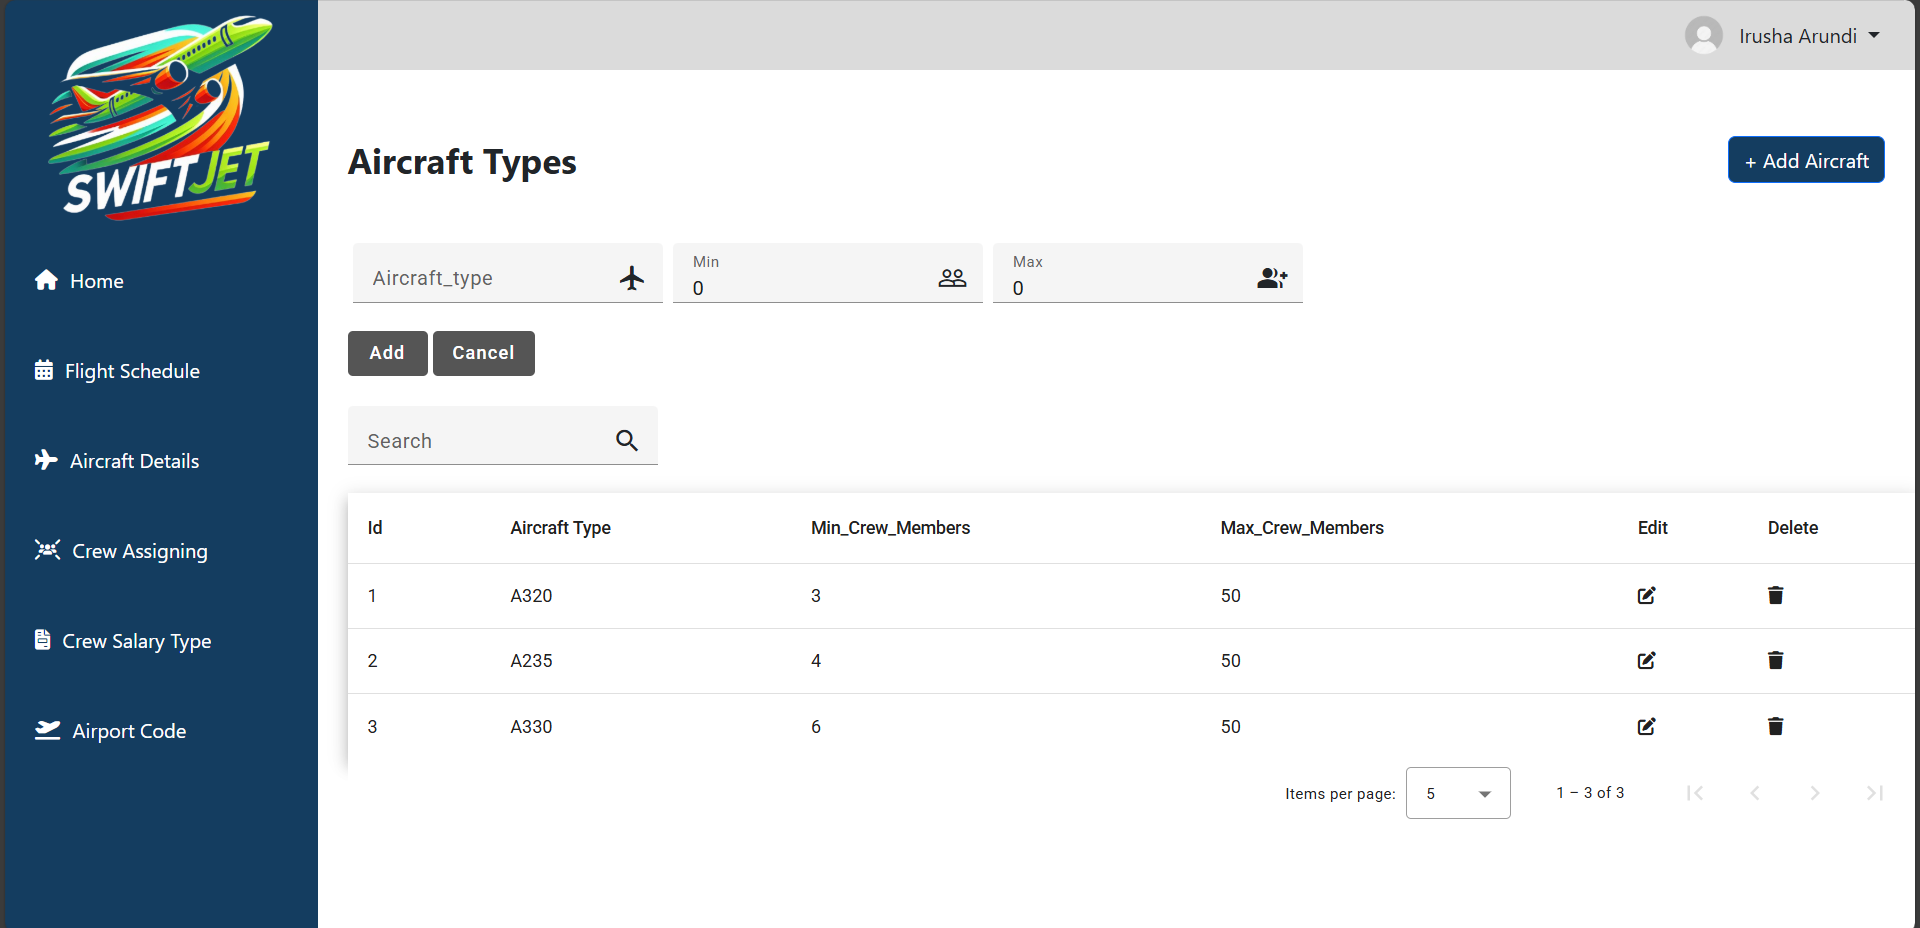 SWIFTJET
Irusha Arundi
Home
Flight Schedule
Aircraft Details
Crew Assigning
Crew Salary Type
Airport Code
Aircraft Types
+ Add Aircraft
Aircraft_type
Min
0
Max
0
Add Cancel
Search
Id Aircraft Type Min_Crew_Members Max_Crew_Members Edit Delete
1 A320 3 50
2 A235 4 50
3 A330 6 50
Items per page: 5 1 – 3 of 3